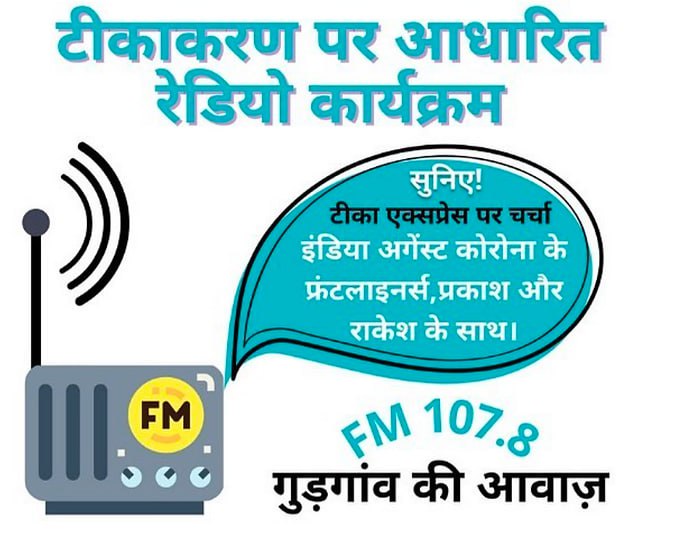 टीकाकरण पर आधारित
रेडियो कार्यक्रम
सुनिए!
टीका एक्सप्रेस पर चर्चा
इंडिया अगेंस्ट कोरोना के
फ्रंटलाइनर्स,प्रकाश और
राकेश के साथ।
FM
FM 107.8
गुड़गांव की आवाज़